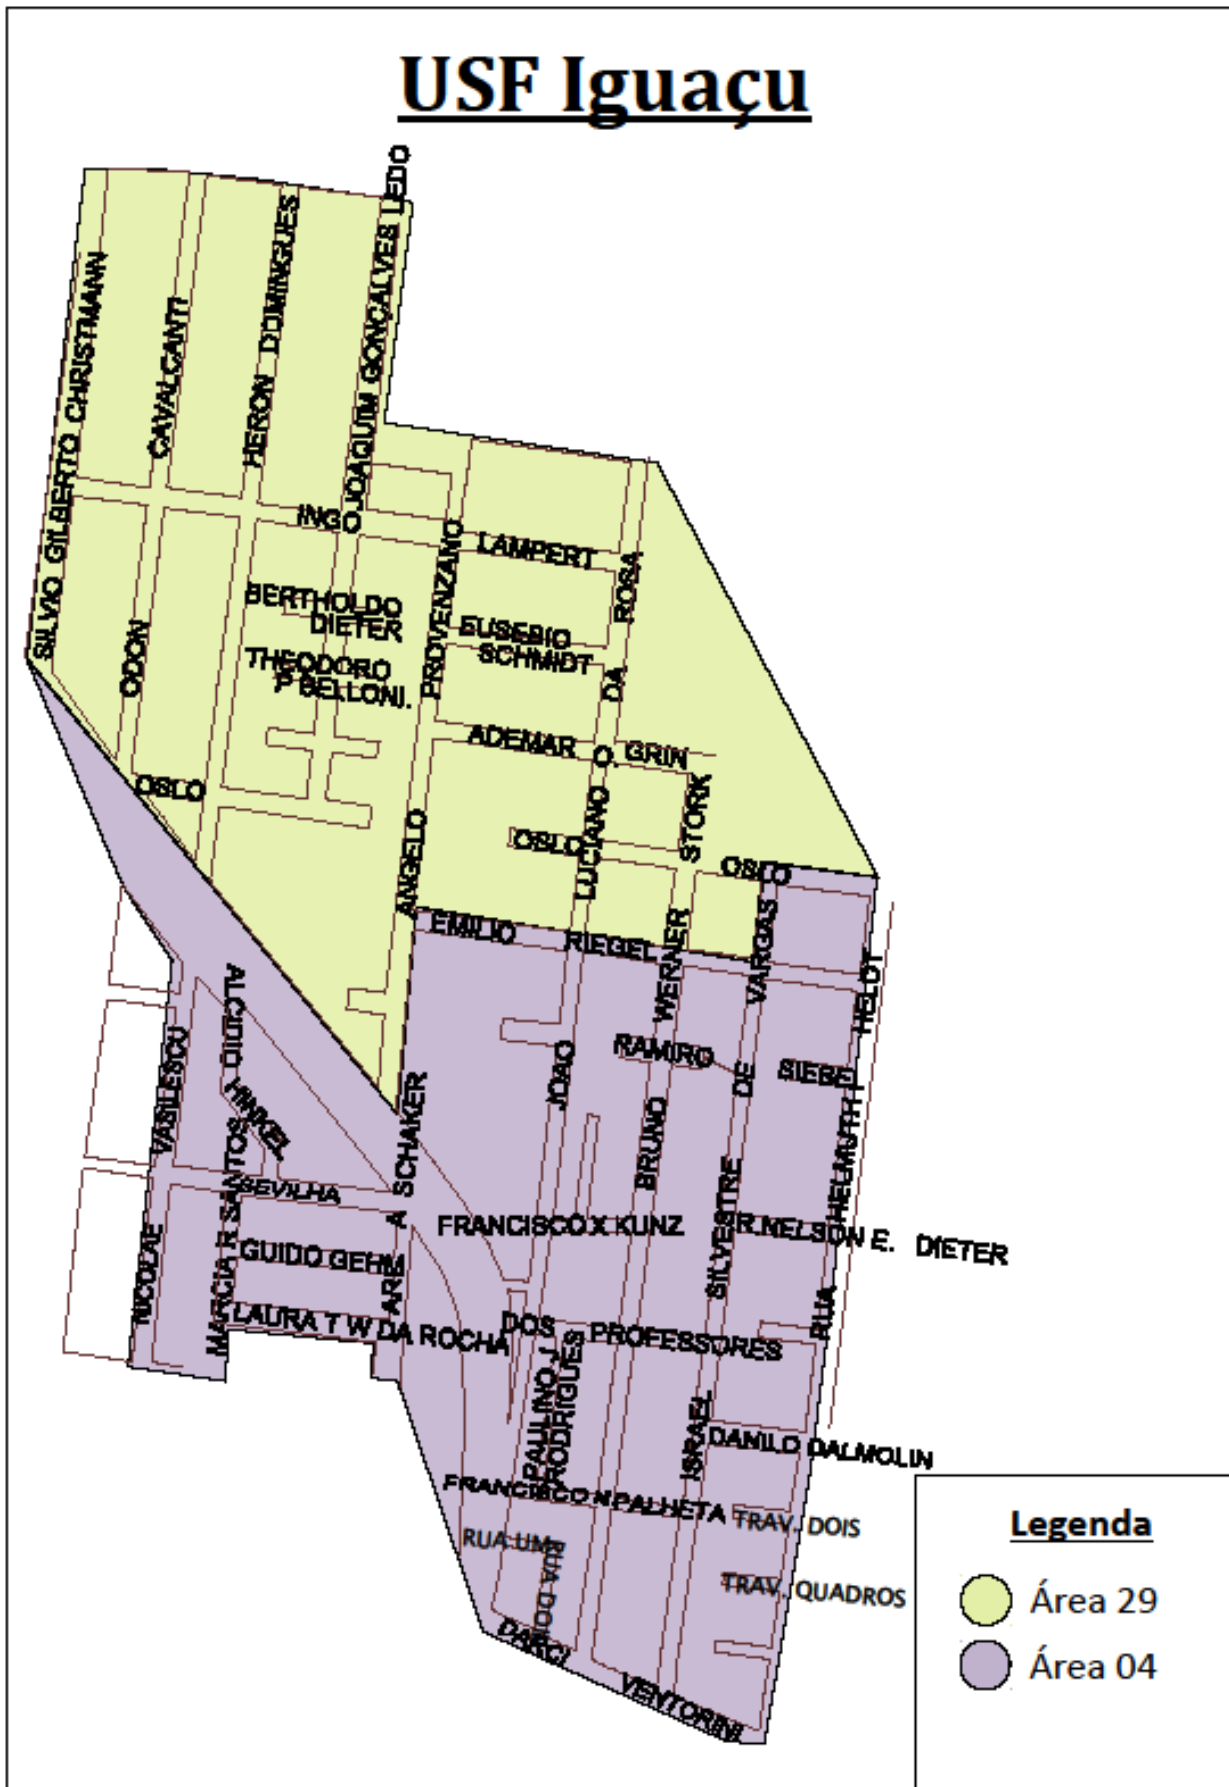 USF Iguaçu
SILVIO GILBERTO CHRISTMANN
ODON CAVALCANTI
HERON DOMINGUES
JOAQUIM GONCALVES LEDO
INGO LAMPERT
BERTHOLDO
DIETER
THEODORO
P BELLONI.
ANGELO PROVENZANO
EUSEBIO
SCHMIDT
ADEMAR O. GRIN
JOAO LUCIANO DA ROSA
OSLO
OSLO
OSLO
BRUNO WERNER STORK
EMILIO RIEGEL
ISRAEL SILVESTRE DE VARGAS
RUA HELMUTH HELDT
RAMIRO SIEBEL
ALCIDIO HINKEL
NICOLAE VASILESCU
MARCIA R SANTOS
SEVILHA
ARE A SCHAKER
FRANCISCO X KUNZ
R.NELSON E. DIETER
GUIDO GEHM
LAURA T W DA ROCHA
DOS PROFESSORES
PAULINO J
RODRIGUES
DANILO DALMOLIN
FRANCISCO N PALHETA
TRAV. DOIS
RUA UM
RUA DOIS
TRAV. QUADROS
DARCI VENTORINI
Legenda
Área 29
Área 04